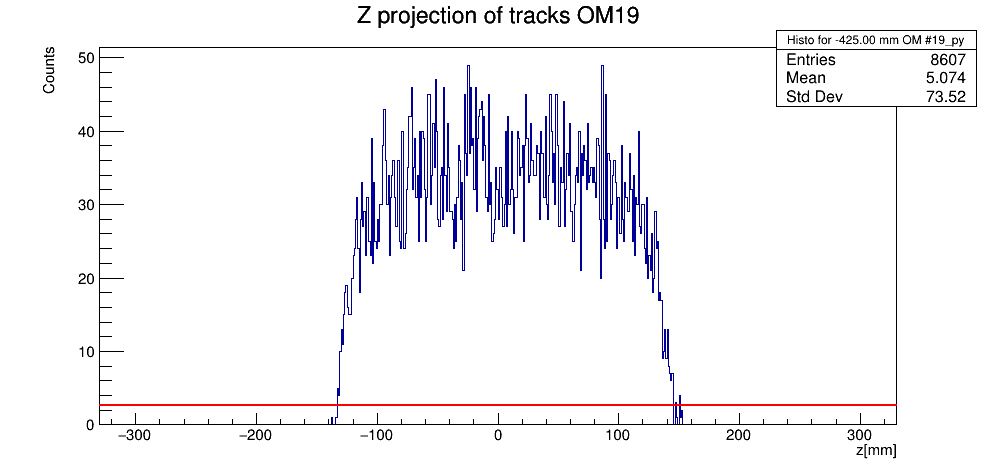 Z projection of tracks OM19
Histo for -425.00 mm OM #19_py
Entries 8607
Mean 5.074
Std Dev 73.52
Counts
50
40
30
20
10
0
−300 −200 −100 0 100 200 300
z[mm]